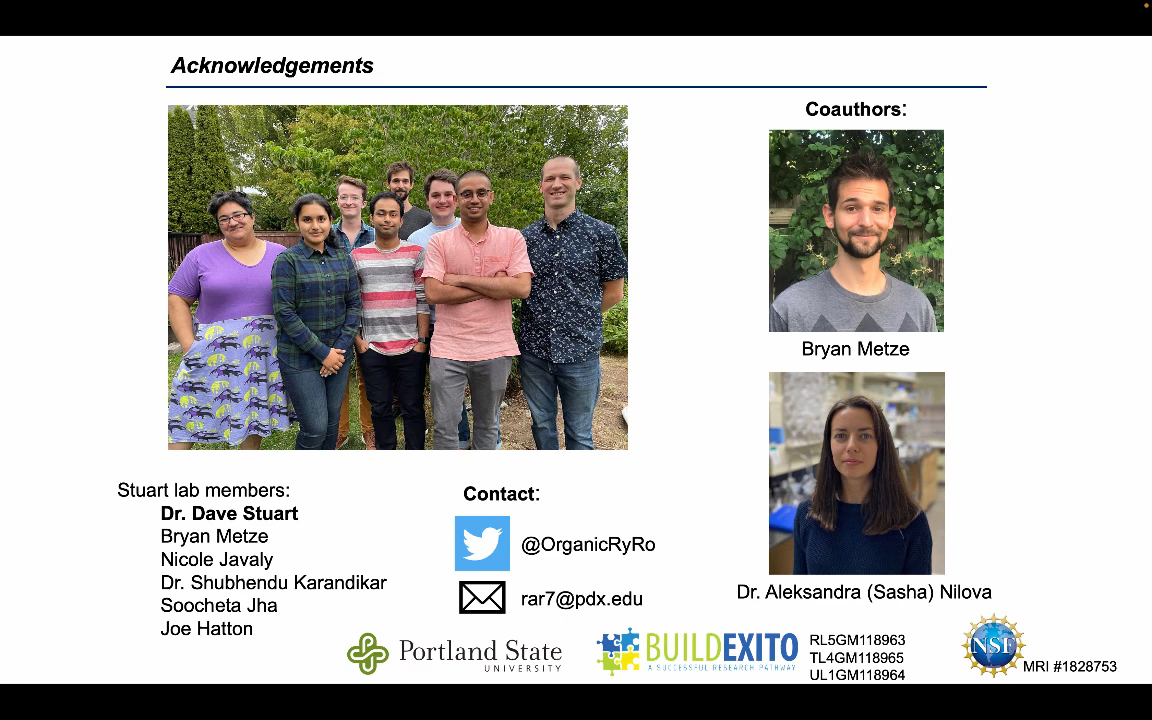 Acknowledgements
Coauthors:
Bryan Metze
Dr. Aleksandra (Sasha) Nilova
Stuart lab members:
Dr. Dave Stuart
Bryan Metze
Nicole Javaly
Dr. Shubhendu Karandikar
Soocheta Jha
Joe Hatton
Contact:
@OrganicRyRo
rar7@pdx.edu
Portland State
UNIVERSITY
BUILDEXITO
A SUCCESSFUL RESEARCH PATHWAY
RL5GM118963
TL4GM118965
UL1GM118964
NSF
MRI #1828753